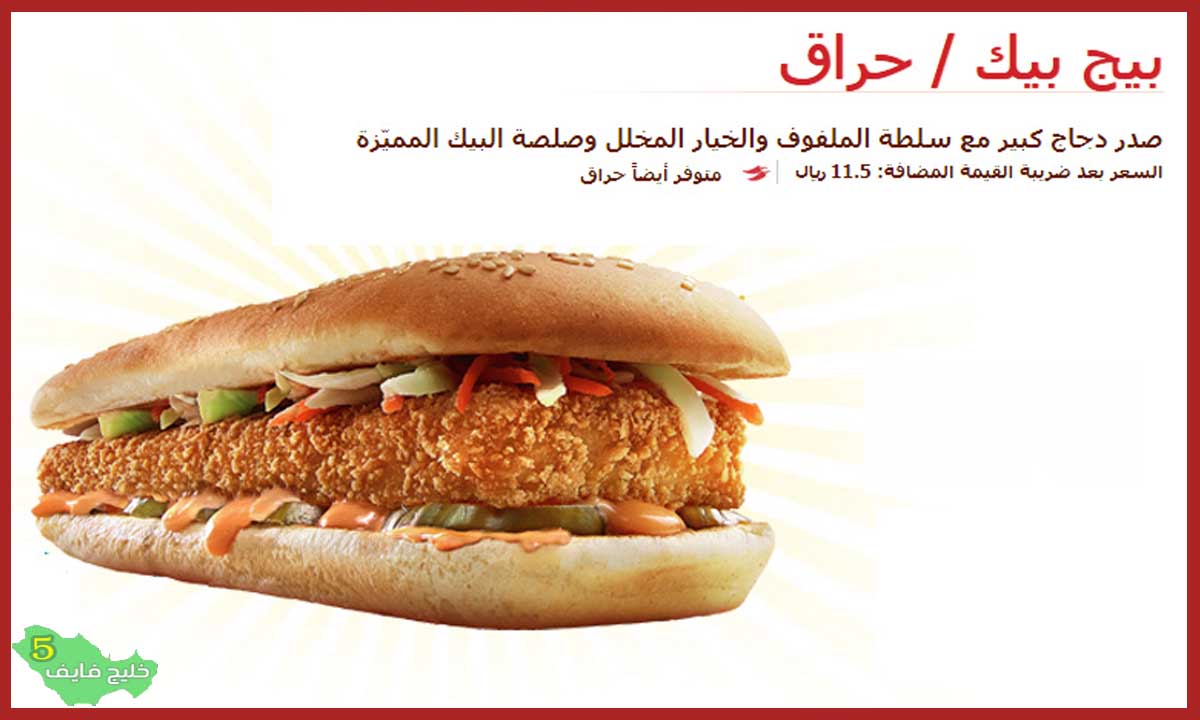 بيج بيك / حراق
صدر دجاج كبير مع سلطة الملفوف والخيار المخلل وصلصة البيك المميّزة
السعر بعد ضريبة القيمة المضافة: 11.5 ريال | متوفر أيضاً حراق
5
خليج فايف